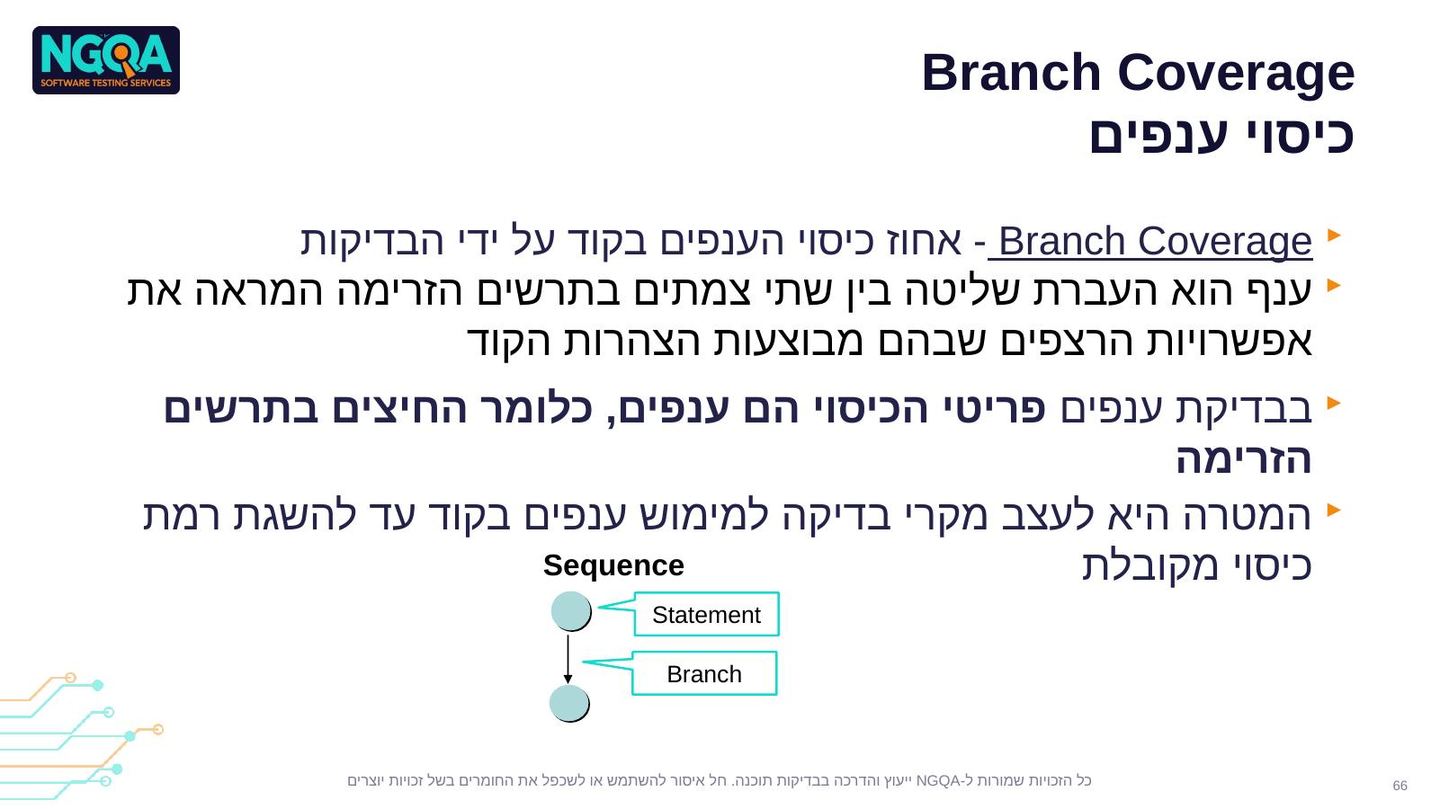 NGQA
SOFTWARE TESTING SERVICES
Branch Coverage
כיסוי ענפים
Branch Coverage - אחוז כיסוי הענפים בקוד על ידי הבדיקות
ענף הוא העברת שליטה בין שתי צמתים בתרשים הזרימה המראה את
אפשרויות הרצפים שבהם מבוצעות הצהרות הקוד
בבדיקת ענפים פריטי הכיסוי הם ענפים, כלומר החיצים בתרשים
הזרימה
המטרה היא לעצב מקרי בדיקה למימוש ענפים בקוד עד להשגת רמת
כיסוי מקובלת
Sequence
Statement
Branch
כל הזכויות שמורות ל-NGQA ייעוץ והדרכה בבדיקות תוכנה. חל איסור להשתמש או לשכפל את החומרים בשל זכויות יוצרים
66